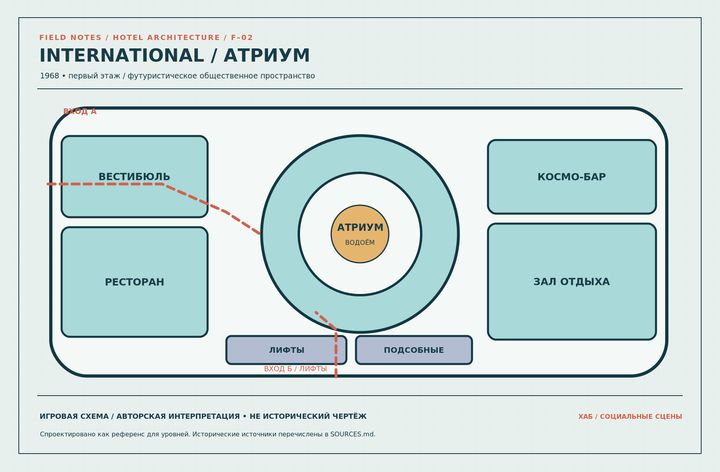 FIELD NOTES / HOTEL ARCHITECTURE / F-02
INTERNATIONAL / АТРИУМ
1968 • первый этаж / футуристическое общественное пространство
ВХОД А
ВЕСТИБЮЛЬ
КОСМО-БАР
АТРИУМ
ВОДОЁМ
РЕСТОРАН
ЗАЛ ОТДЫХА
ЛИФТЫ
ПОДСОБНЫЕ
ВХОД Б / ЛИФТЫ
ИГРОВАЯ СХЕМА / АВТОРСКАЯ ИНТЕРПРЕТАЦИЯ • НЕ ИСТОРИЧЕСКИЙ ЧЕРТЁЖ
ХАБ / СОЦИАЛЬНЫЕ СЦЕНЫ
Спроектировано как референс для уровней. Исторические источники перечислены в SOURCES.md.